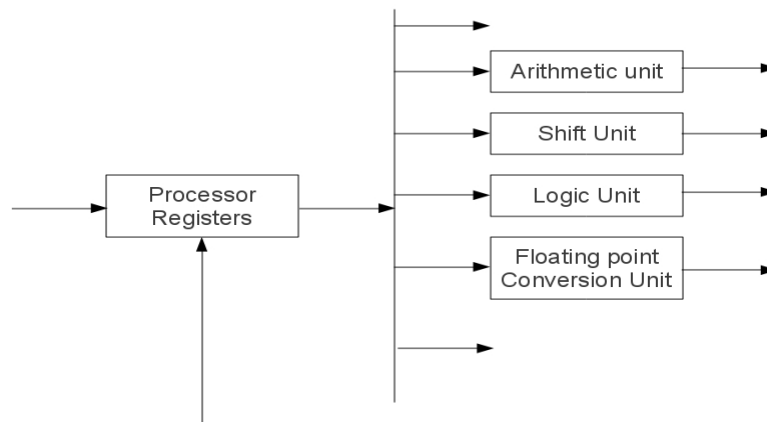 Arithmetic unit
Shift Unit
Processor
Registers
Logic Unit
Floating point
Conversion Unit